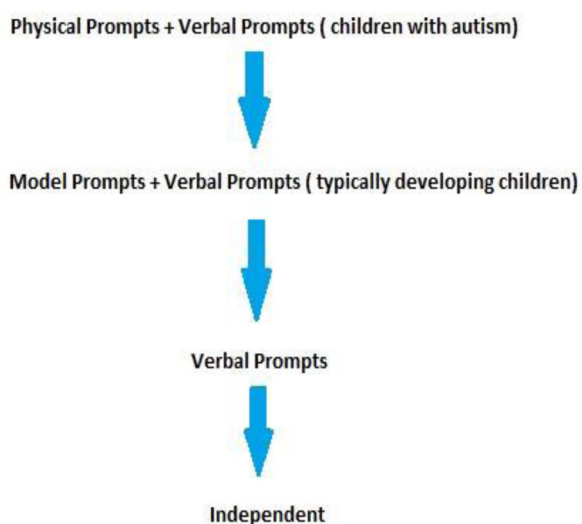 Physical Prompts + Verbal Prompts ( children with autism)
Model Prompts + Verbal Prompts ( typically developing children)
Verbal Prompts
Independent